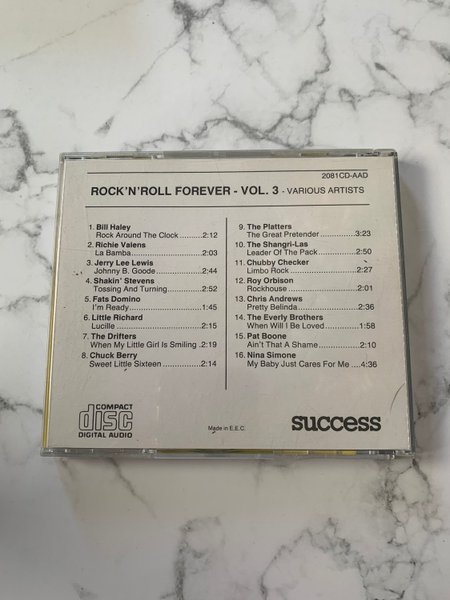 2081CD-AAD
ROCK'N'ROLL FOREVER - VOL. 3 - VARIOUS ARTISTS
1. Bill Haley
Rock Around The Clock ..........2:12
2. Richie Valens
La Bamba ..........2:03
3. Jerry Lee Lewis
Johnny B. Goode ..........2:44
4. Shakin' Stevens
Tossing And Turning ..........2:52
5. Fats Domino
I'm Ready ..........1:45
6. Little Richard
Lucille ..........2:15
7. The Drifters
When My Little Girl Is Smiling .2:19
8. Chuck Berry
Sweet Little Sixteen ..........2:14
9. The Platters
The Great Pretender ..........3:23
10. The Shangri-Las
Leader Of The Pack ..........2:50
11. Chubby Checker
Limbo Rock ..........2:27
12. Roy Orbison
Rockhouse ..........2:01
13. Chris Andrews
Pretty Belinda ..........2:36
14. The Everly Brothers
When Will I Be Loved ..........1:58
15. Pat Boone
Ain't That A Shame ..........2:10
16. Nina Simone
My Baby Just Cares For Me ....4:36
COMPACT
disc
DIGITAL AUDIO
Made in E.E.C.
success